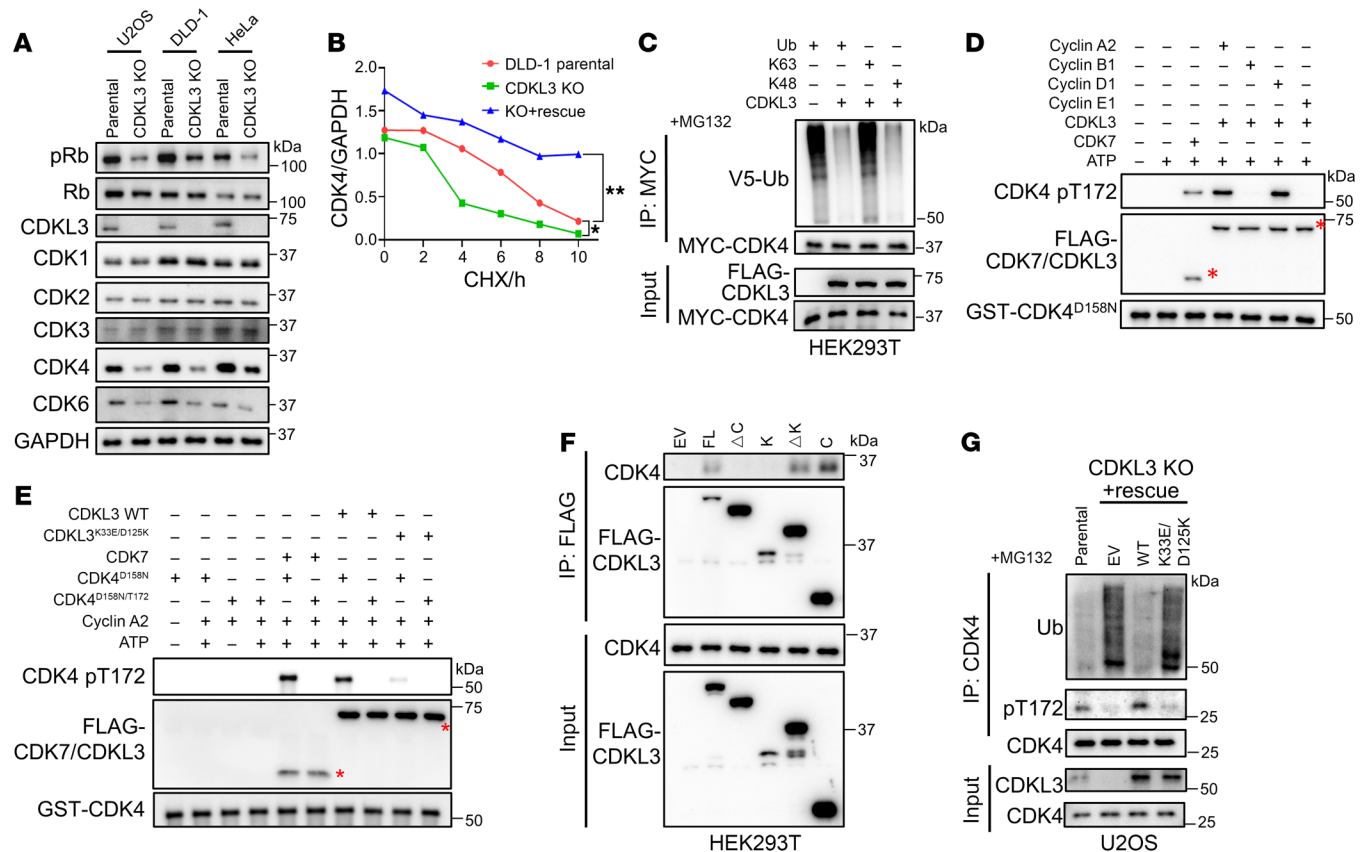 A
U2OS
DLD-1
HeLa
Parental
CDKL3 KO
Parental
CDKL3 KO
Parental
CDKL3 KO
kDa
pRb
100
Rb
100
CDKL3
75
CDK1
37
CDK2
37
CDK3
37
CDK4
37
CDK6
37
GAPDH
37
B
DLD-1 parental
CDKL3 KO
KO+rescue
CDK4/GAPDH
2.0
1.5
1.0
0.5
0.0
0 2 4 6 8 10
CHX/h
**
*
C
Ub + + – –
K63 – – + –
K48 – – – +
CDKL3 – + + +
+MG132
kDa
IP: MYC
V5-Ub
50
MYC-CDK4
37
Input
FLAG-
CDKL3
75
MYC-CDK4
37
HEK293T
D
Cyclin A2 – – – + – – –
Cyclin B1 – – – – + – –
Cyclin D1 – – – – – + –
Cyclin E1 – – – – – – +
CDKL3 – – – + + + +
CDK7 – – + – – – –
ATP – + + + + + +
kDa
CDK4 pT172
50
75
FLAG-
CDK7/CDKL3
*
*
GST-CDK4D158N
50
E
CDKL3 WT – – – – – – + + – –
CDKL3K33E/D125K – – – – – – – – + +
CDK7 – – – – + + – – – –
CDK4D158N + + – – + – + – + –
CDK4D158N/T172 – – + + – + – + – +
Cyclin A2 – + + + + + + + + +
ATP – + – + + + + + + +
kDa
CDK4 pT172
50
75
FLAG-
CDK7/CDKL3
*
*
GST-CDK4
50
F
EV
FL
△C
K
△K
C
kDa
IP: FLAG
CDK4
37
FLAG-
CDKL3
37
Input
CDK4
37
FLAG-
CDKL3
37
HEK293T
G
CDKL3 KO
+rescue
+MG132
Parental
EV
WT
K33E/
D125K
kDa
IP: CDK4
Ub
50
pT172
25
CDK4
25
Input
CDKL3
50
CDK4
25
U2OS